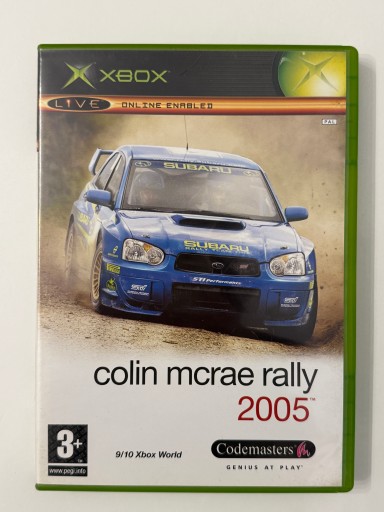 XBOX
LIVE ONLINE ENABLED
PAL
SUBARU
SUBARU
STI Performance
colin mcrae rally
2005™
3+
www.pegi.info
9/10 Xbox World
Codemasters
GENIUS AT PLAY